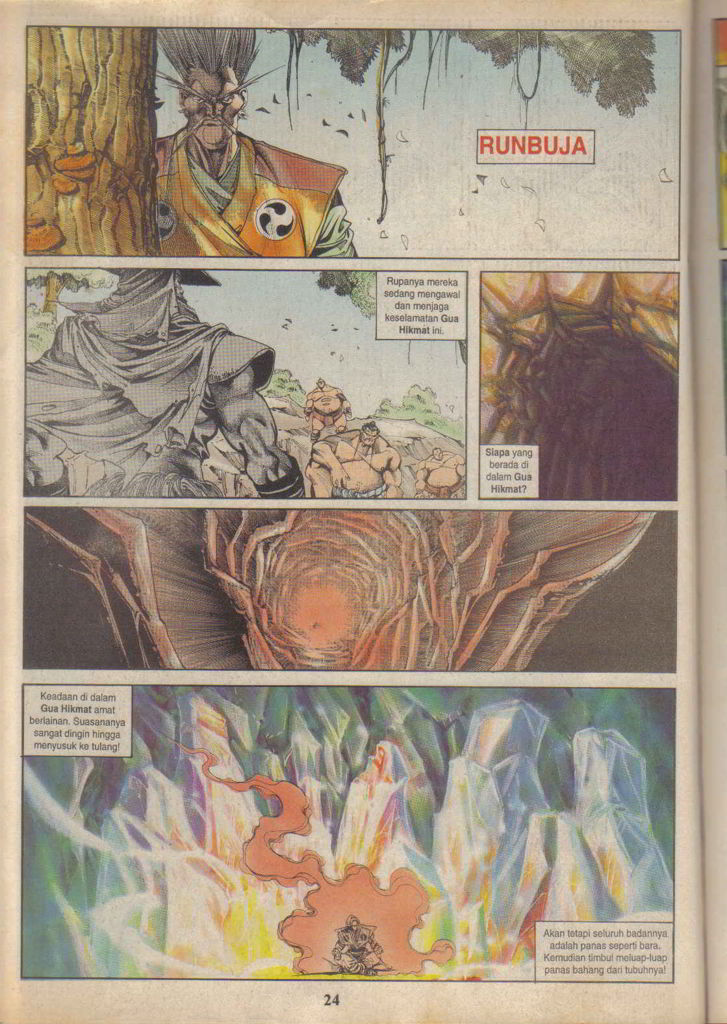 RUNBUJA
Rupanya mereka
sedang mengawal
dan menjaga
keselamatan Gua
Hikmat ini.
Siapa yang
berada di
dalam Gua
Hikmat?
Keadaan di dalam
Gua Hikmat amat
berlainan. Suasananya
sangat dingin hingga
menyusuk ke tulang!
Akan tetapi seluruh badannya
adalah panas seperti bara.
Kemudian timbul meluap-luap
panas bahang dari tubuhnya!
24